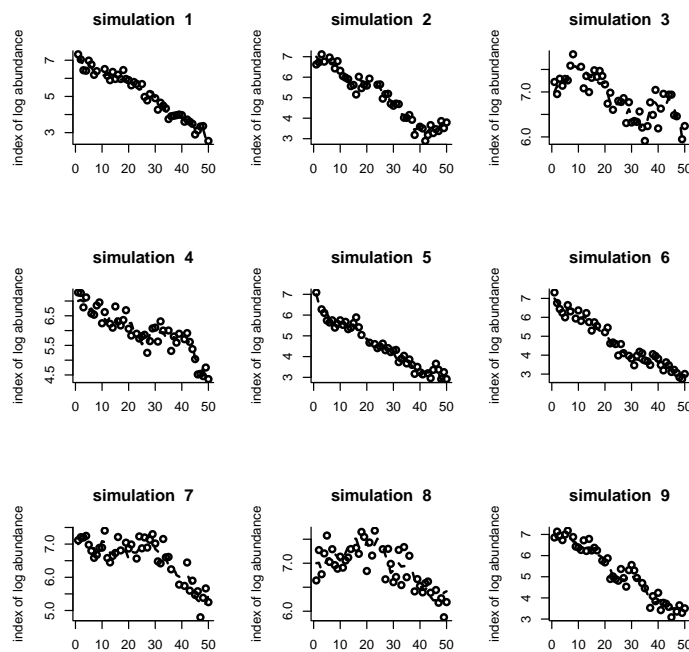 simulation 1
simulation 2
simulation 3
index of log abundance
7
5
3
0 10 20 30 40 50
index of log abundance
7
6
5
4
3
0 10 20 30 40 50
index of log abundance
7.0
6.0
0 10 20 30 40 50
simulation 4
simulation 5
simulation 6
index of log abundance
6.5
5.5
4.5
0 10 20 30 40 50
index of log abundance
7
6
5
4
3
0 10 20 30 40 50
index of log abundance
7
6
5
4
3
0 10 20 30 40 50
simulation 7
simulation 8
simulation 9
index of log abundance
7.0
6.0
5.0
0 10 20 30 40 50
index of log abundance
7.0
6.0
0 10 20 30 40 50
index of log abundance
7
6
5
4
3
0 10 20 30 40 50